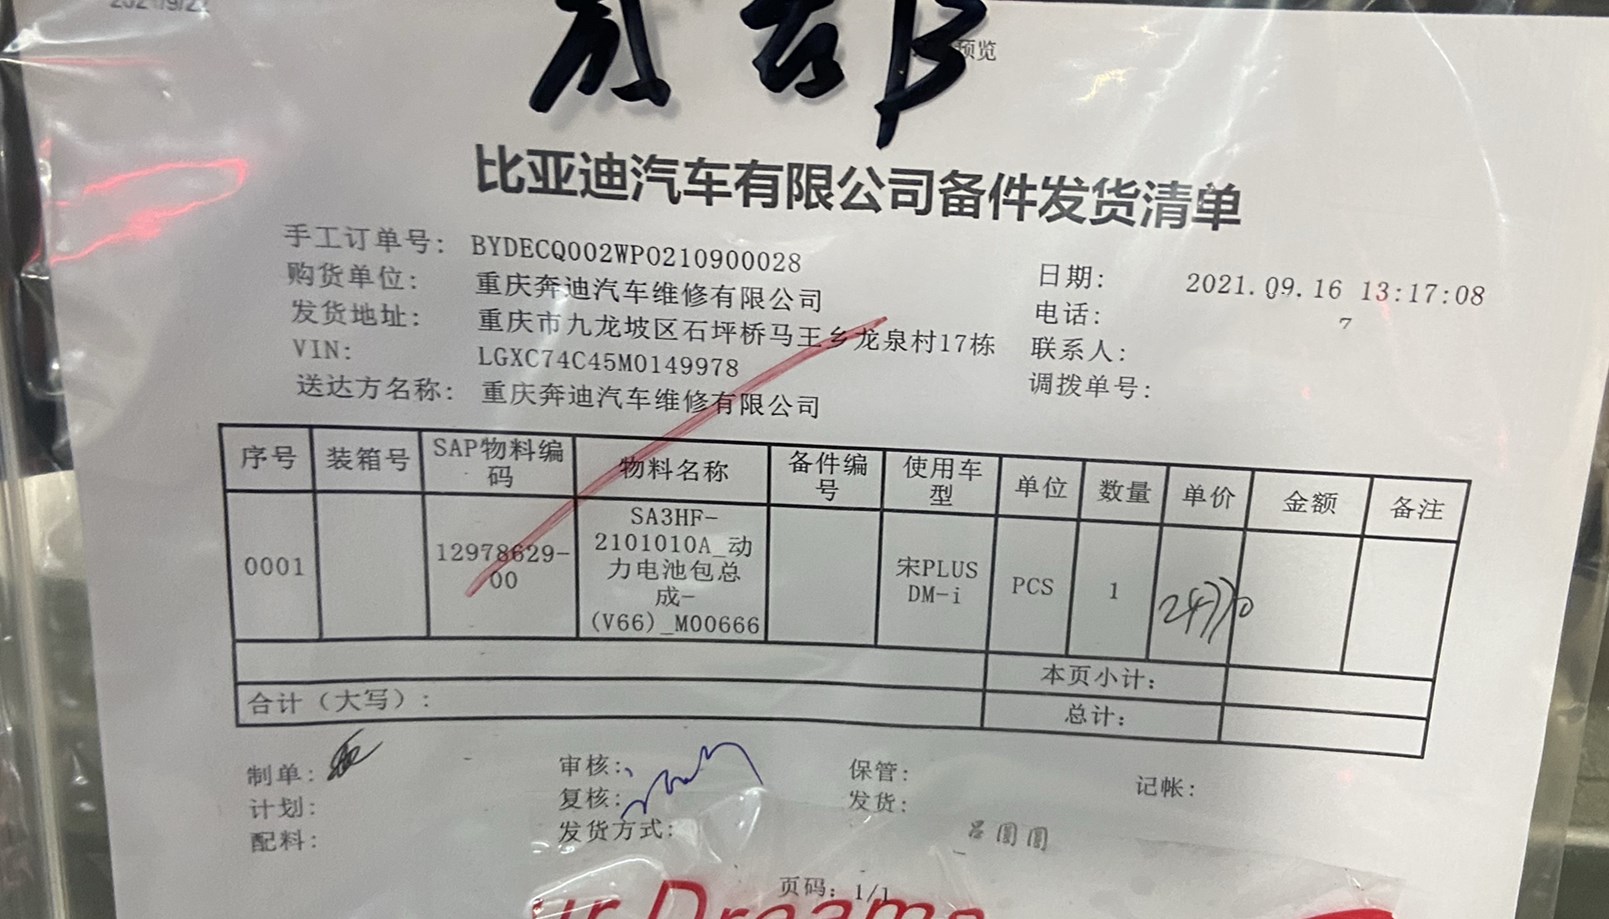 成都
预览
比亚迪汽车有限公司备件发货清单
手工订单号: BYDECQ002WPO210900028
购货单位: 重庆奔迪汽车维修有限公司
发货地址: 重庆市九龙坡区石坪桥马王乡龙泉村17栋
VIN: LGXC74C45M0149978
送达方名称: 重庆奔迪汽车维修有限公司
日期: 2021.09.16 13:17:08
电话: 7
联系人:
调拨单号:
序号 装箱号 SAP物料编码 物料名称 备件编号 使用车型 单位 数量 单价 金额 备注
0001 12978629-00 SA3HF-2101010A_动力电池包总成-(V66)_M00666 宋PLUS DM-i PCS 1
本页小计:
合计（大写）: 总计:
制单: 审核: 保管: 记帐:
计划: 复核: 发货:
配料: 发货方式:
吕圆圆
页码: 1/1
ur Dreams